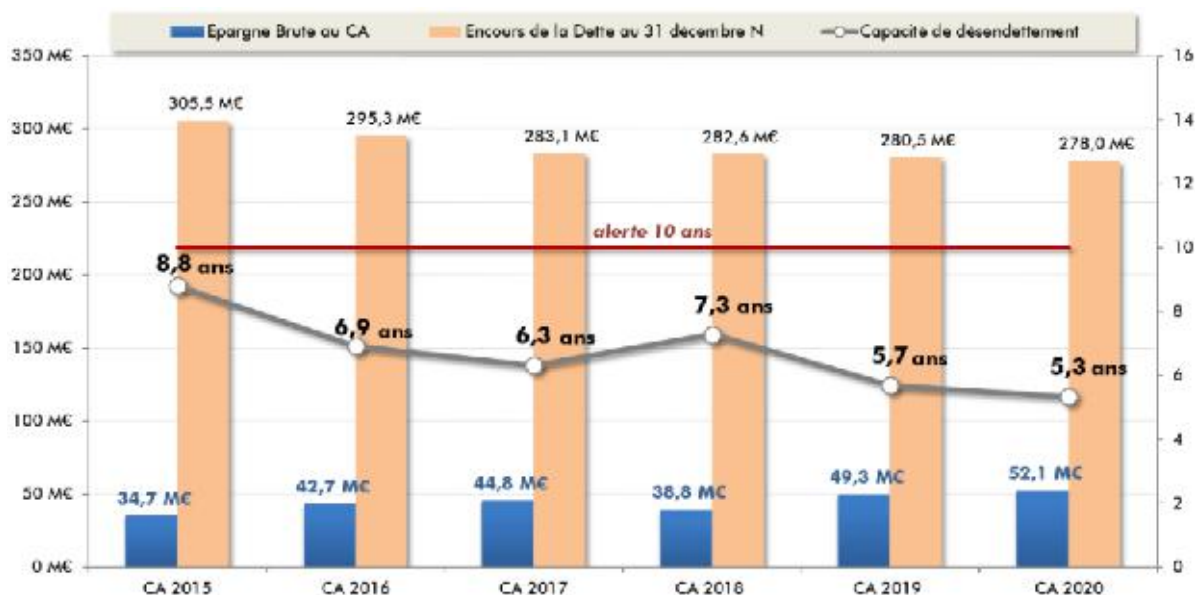 Epargne Brute au CA Encours de la Dette au 31 décembre N Capacité de désendettement
350 M€ 16
305,5 M€
295,3 M€
283,1 M€ 282,6 M€ 280,5 M€ 278,0 M€
300 M€ 14
250 M€ 12
alerte 10 ans
10
200 M€ 8,8 ans
8
7,3 ans
6,9 ans
6,3 ans
5,7 ans
5,3 ans
150 M€
6
100 M€ 4
50 M€
34,7 M€ 42,7 M€ 44,8 M€ 38,8 M€ 49,3 M€ 52,1 M€
2
0 M€ 0
CA 2015 CA 2016 CA 2017 CA 2018 CA 2019 CA 2020